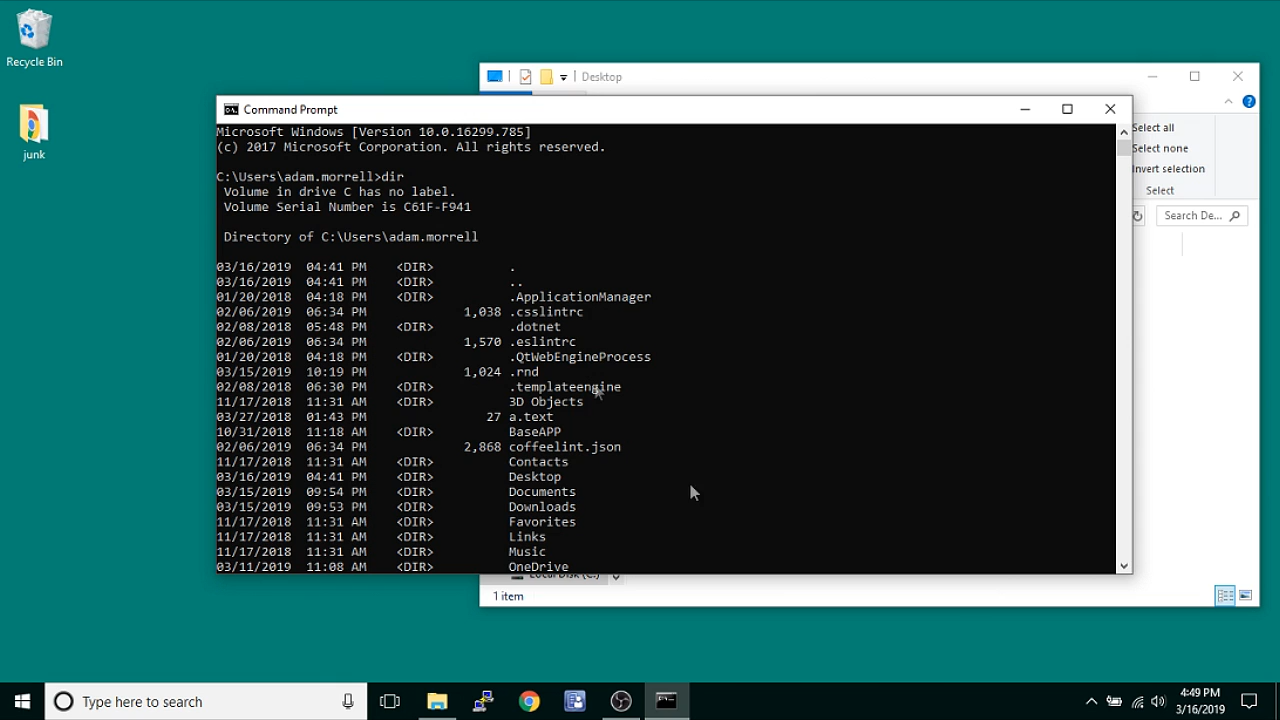 Recycle Bin
junk
Desktop
Select all
Select none
Invert selection
Select
Search De...
Command Prompt
Microsoft Windows [Version 10.0.16299.785]
(c) 2017 Microsoft Corporation. All rights reserved.
C:\Users\adam.morrell>dir
Volume in drive C has no label.
Volume Serial Number is C61F-F941
Directory of C:\Users\adam.morrell
03/16/2019 04:41 PM <DIR> .
03/16/2019 04:41 PM <DIR> ..
01/20/2018 04:18 PM <DIR> .ApplicationManager
02/06/2019 06:34 PM 1,038 .csslintrc
02/08/2018 05:48 PM <DIR> .dotnet
02/06/2019 06:34 PM 1,570 .eslintrc
01/20/2018 04:18 PM <DIR> .QtWebEngineProcess
03/15/2019 10:19 PM 1,024 .rnd
02/08/2018 06:30 PM <DIR> .templateengine
11/17/2018 11:31 AM <DIR> 3D Objects
03/27/2018 01:43 PM 27 a.text
10/31/2018 11:18 AM <DIR> BaseAPP
02/06/2019 06:34 PM 2,868 coffeelint.json
11/17/2018 11:31 AM <DIR> Contacts
03/16/2019 04:41 PM <DIR> Desktop
03/15/2019 09:54 PM <DIR> Documents
03/15/2019 09:53 PM <DIR> Downloads
11/17/2018 11:31 AM <DIR> Favorites
11/17/2018 11:31 AM <DIR> Links
11/17/2018 11:31 AM <DIR> Music
03/11/2019 11:08 AM <DIR> OneDrive
Local Disk (C:)
1 item
Type here to search
4:49 PM
3/16/2019